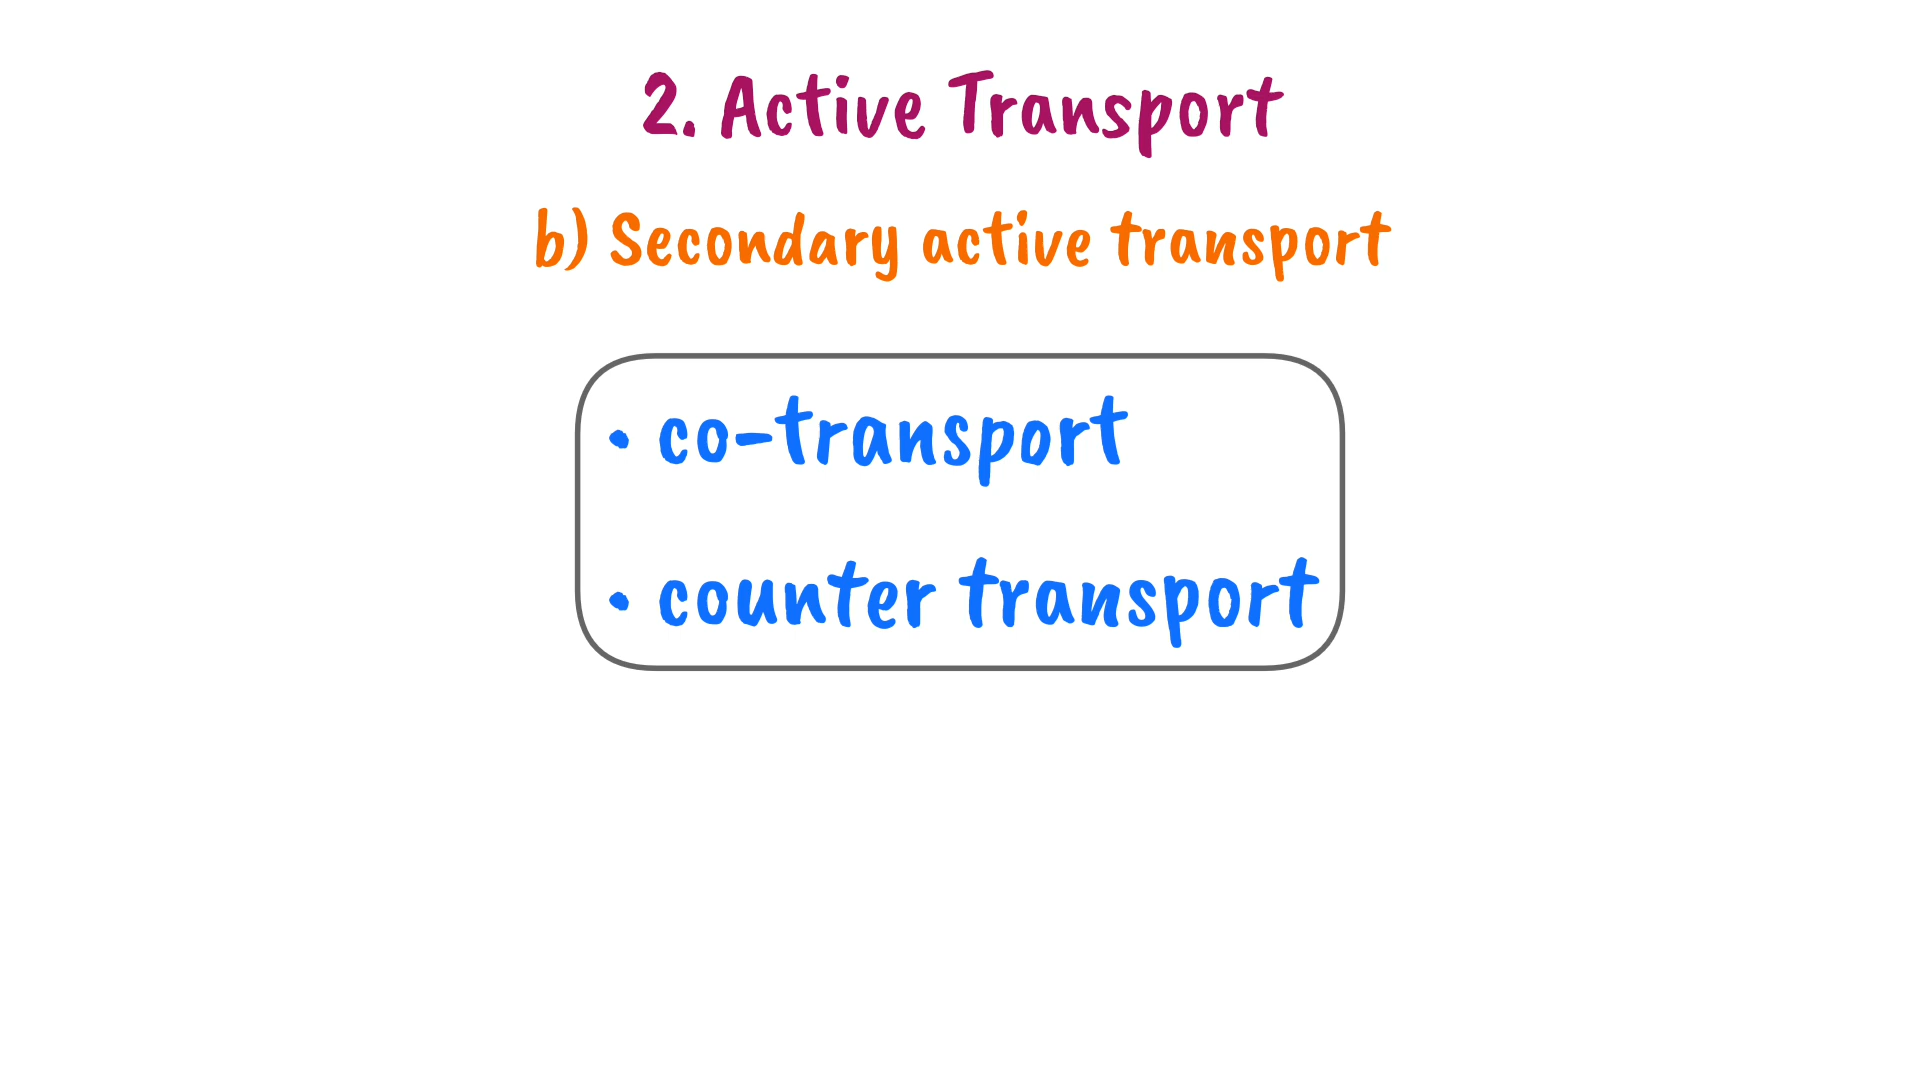 2. Active Transport
b) Secondary active transport
• co-transport
• counter transport